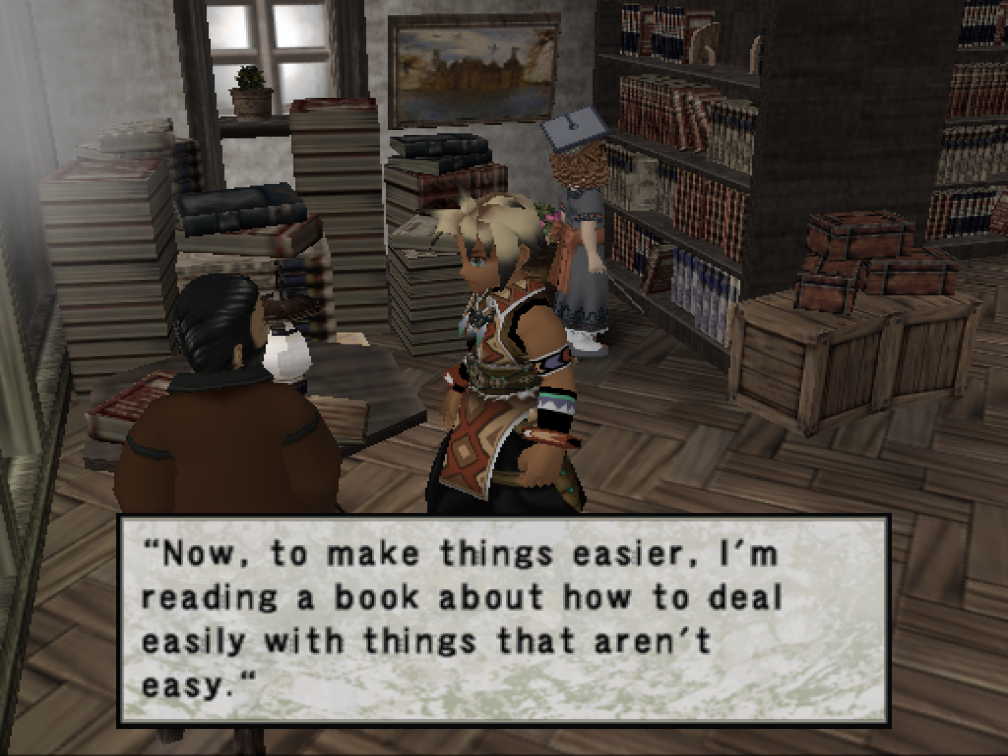 “Now, to make things easier, I'm
reading a book about how to deal
easily with things that aren't
easy.“